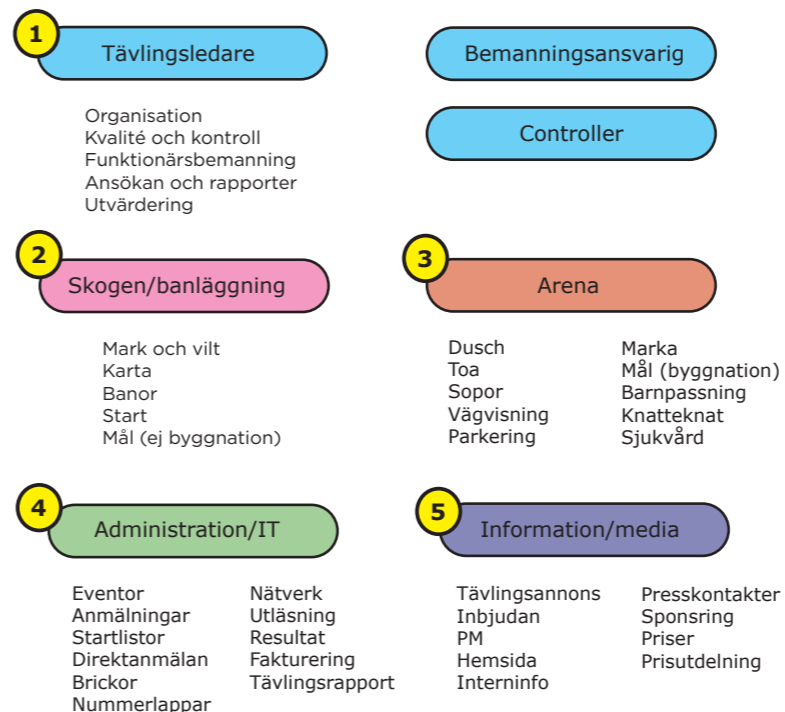 1
Tävlingsledare
Organisation
Kvalité och kontroll
Funktionärsbemanning
Ansökan och rapporter
Utvärdering
Bemanningsansvarig
Controller
2
Skogen/banläggning
Mark och vilt
Karta
Banor
Start
Mål (ej byggnation)
3
Arena
Dusch
Toa
Sopor
Vägvisning
Parkering
Marka
Mål (byggnation)
Barnpassning
Knatteknat
Sjukvård
4
Administration/IT
Eventor
Anmälningar
Startlistor
Direktanmälan
Brickor
Nummerlappar
Nätverk
Utläsning
Resultat
Fakturering
Tävlingsrapport
5
Information/media
Tävlingsannons
Inbjudan
PM
Hemsida
Interninfo
Presskontakter
Sponsring
Priser
Prisutdelning